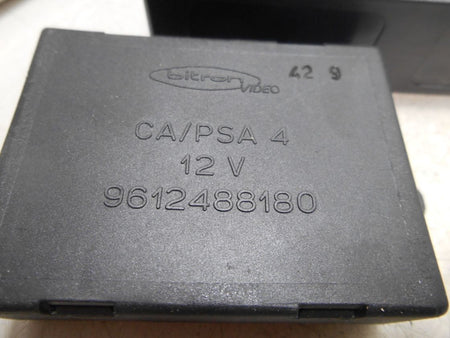 bitron VIDEO 42 9
CA/PSA 4
12 V
9612488180